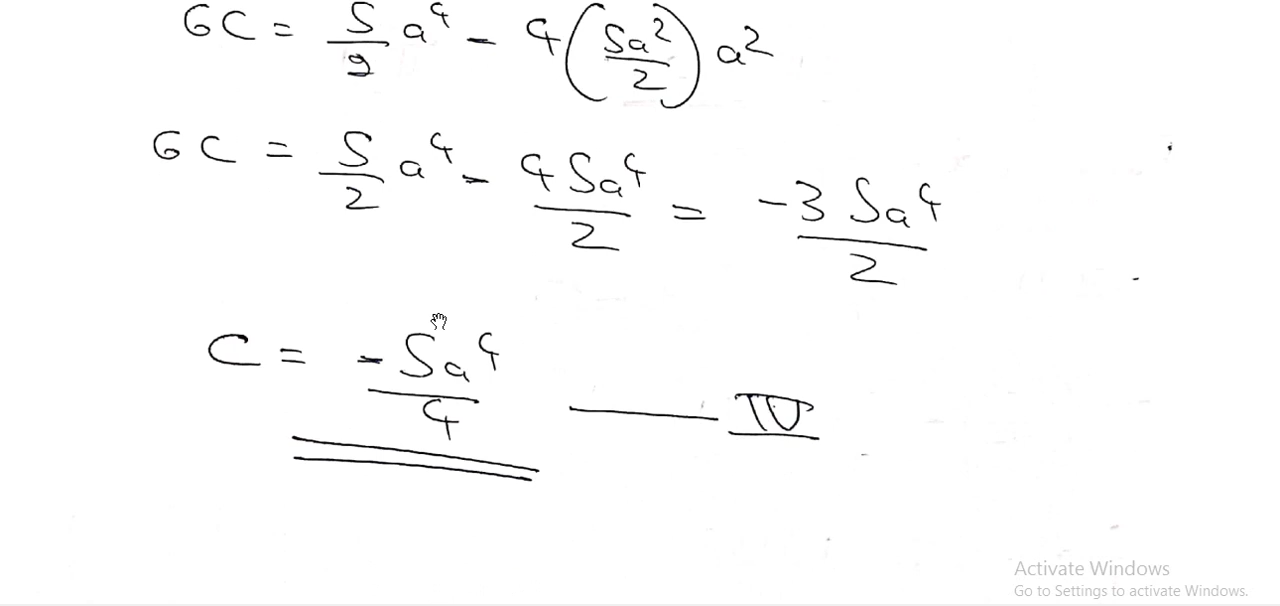 6C = S/2 a⁴ - 4(Sa²/2) a²
6C = S/2 a⁴ - 4Sa⁴/2 = -3Sa⁴/2
C = -Sa⁴/4 — IV
Activate Windows
Go to Settings to activate Windows.